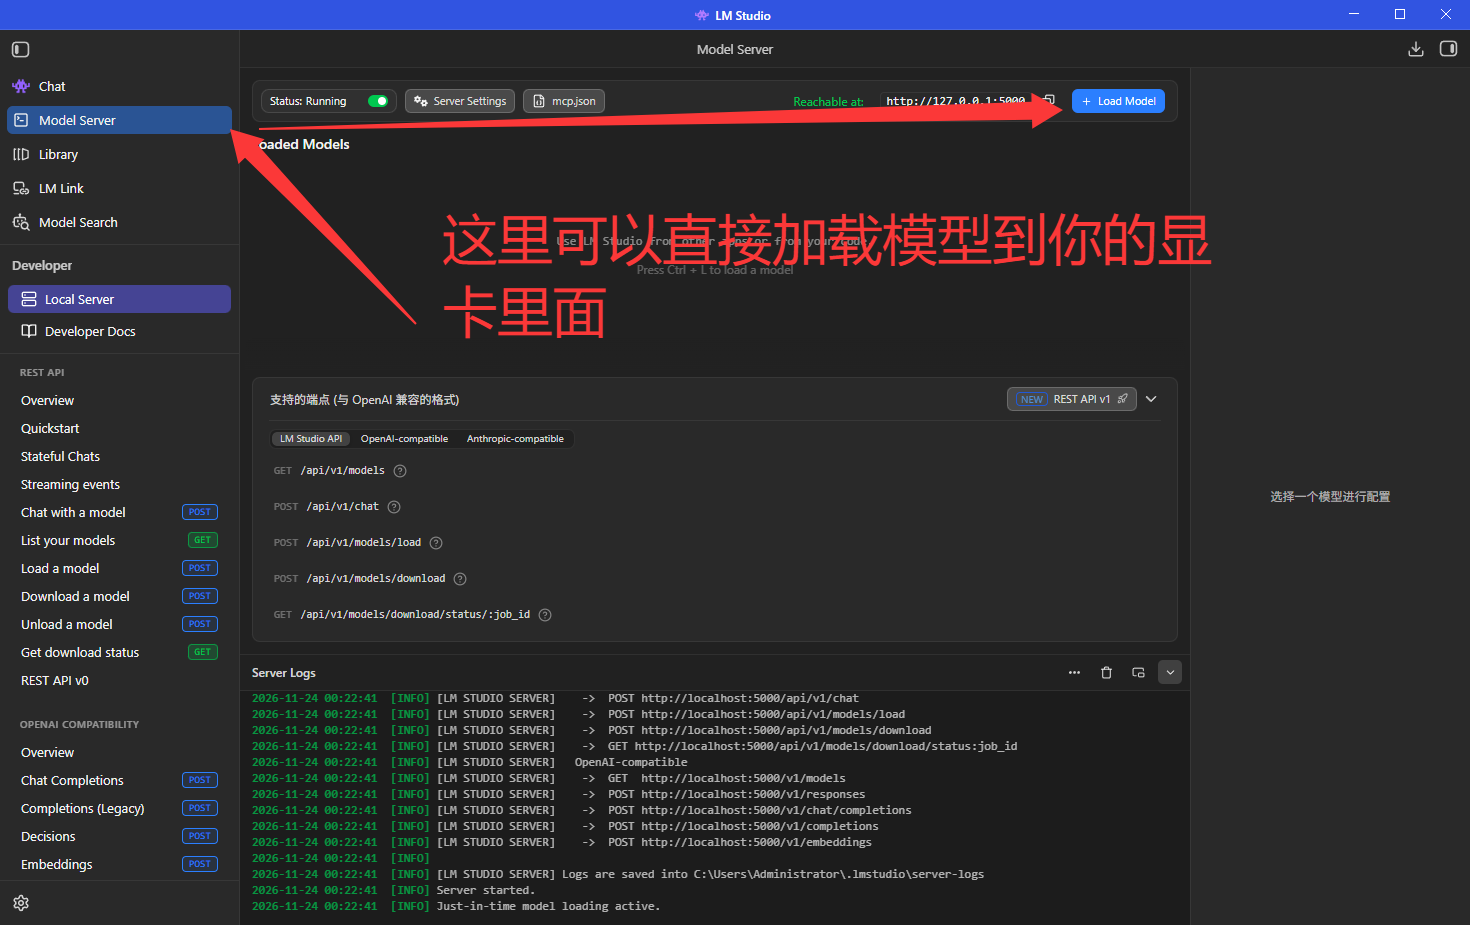 LM Studio
Model Server
Chat
Model Server
Library
LM Link
Model Search
Developer
Local Server
Developer Docs
REST API
Overview
Quickstart
Stateful Chats
Streaming events
Chat with a model POST
List your models GET
Load a model POST
Download a model POST
Unload a model POST
Get download status GET
REST API v0
OPENAI COMPATIBILITY
Overview
Chat Completions POST
Completions (Legacy) POST
Decisions POST
Embeddings POST
Status: Running
Server Settings
mcp.json
Reachable at: http://127.0.0.1:5000
+ Load Model
oaded Models
这里可以直接加载模型到你的显
卡里面
Use LM Studio from other apps or from your code
Press Ctrl + L to load a model
支持的端点 (与 OpenAI 兼容的格式)
NEW REST API v1
LM Studio API OpenAI-compatible Anthropic-compatible
GET /api/v1/models
POST /api/v1/chat
POST /api/v1/models/load
POST /api/v1/models/download
GET /api/v1/models/download/status/:job_id
选择一个模型进行配置
Server Logs
2026-11-24 00:22:41 [INFO] [LM STUDIO SERVER] -> POST http://localhost:5000/api/v1/chat
2026-11-24 00:22:41 [INFO] [LM STUDIO SERVER] -> POST http://localhost:5000/api/v1/models/load
2026-11-24 00:22:41 [INFO] [LM STUDIO SERVER] -> POST http://localhost:5000/api/v1/models/download
2026-11-24 00:22:41 [INFO] [LM STUDIO SERVER] -> GET http://localhost:5000/api/v1/models/download/status:job_id
2026-11-24 00:22:41 [INFO] [LM STUDIO SERVER] OpenAI-compatible
2026-11-24 00:22:41 [INFO] [LM STUDIO SERVER] -> GET http://localhost:5000/v1/models
2026-11-24 00:22:41 [INFO] [LM STUDIO SERVER] -> POST http://localhost:5000/v1/responses
2026-11-24 00:22:41 [INFO] [LM STUDIO SERVER] -> POST http://localhost:5000/v1/chat/completions
2026-11-24 00:22:41 [INFO] [LM STUDIO SERVER] -> POST http://localhost:5000/v1/completions
2026-11-24 00:22:41 [INFO] [LM STUDIO SERVER] -> POST http://localhost:5000/v1/embeddings
2026-11-24 00:22:41 [INFO]
2026-11-24 00:22:41 [INFO] [LM STUDIO SERVER] Logs are saved into C:\Users\Administrator\.lmstudio\server-logs
2026-11-24 00:22:41 [INFO] Server started.
2026-11-24 00:22:41 [INFO] Just-in-time model loading active.